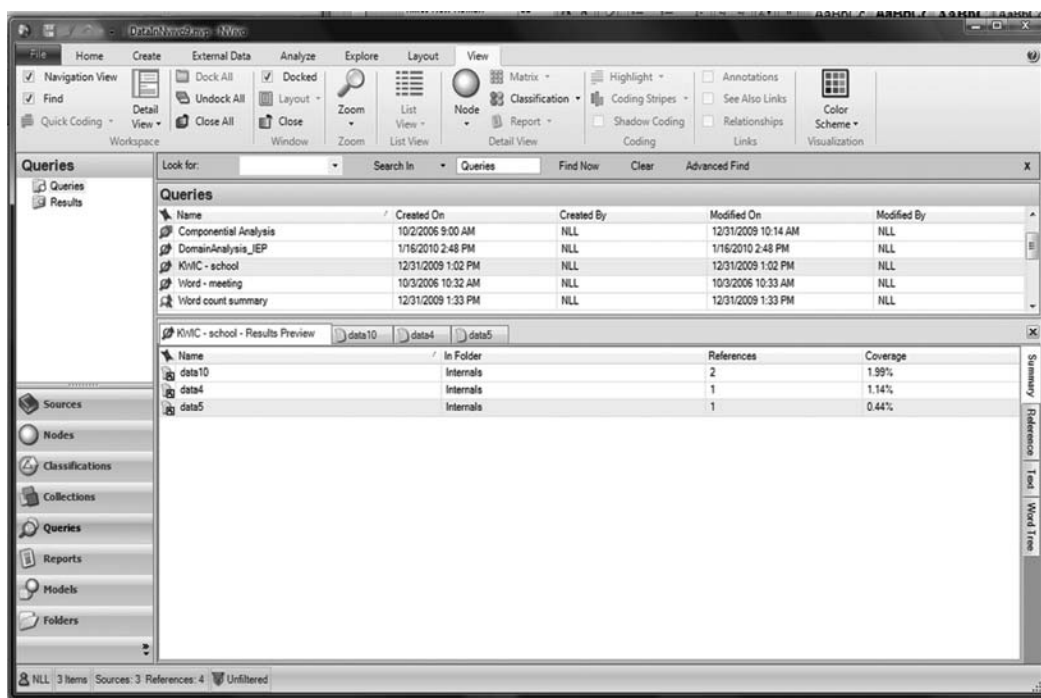 DataInNvivo9.nvp - NVivo
File Home Create External Data Analyze Explore Layout View
Navigation View Dock All Docked Matrix Highlight Annotations
Find Undock All Layout Classification Coding Stripes See Also Links
Quick Coding Close All Close Report Shadow Coding Relationships
Detail View Zoom List View Node Color Scheme
Workspace Window Zoom List View Detail View Coding Links Visualization
Queries Look for: Search In Queries Find Now Clear Advanced Find X
Queries
Results
Queries
Name Created On Created By Modified On Modified By
Componential Analysis 10/2/2006 9:00 AM NLL 12/31/2009 10:14 AM NLL
DomainAnalysis_IEP 1/16/2010 2:48 PM NLL 1/16/2010 2:48 PM NLL
KWIC - school 12/31/2009 1:02 PM NLL 12/31/2009 1:02 PM NLL
Word - meeting 10/3/2006 10:32 AM NLL 10/3/2006 10:33 AM NLL
Word count summary 12/31/2009 1:33 PM NLL 12/31/2009 1:33 PM NLL
KWIC - school - Results Preview data10 data4 data5
Name In Folder References Coverage
data10 Internals 2 1.99%
data4 Internals 1 1.14%
data5 Internals 1 0.44%
Summary
Reference
Text
Word Tree
Sources
Nodes
Classifications
Collections
Queries
Reports
Models
Folders
NLL 3 Items Sources: 3 References: 4 Unfiltered